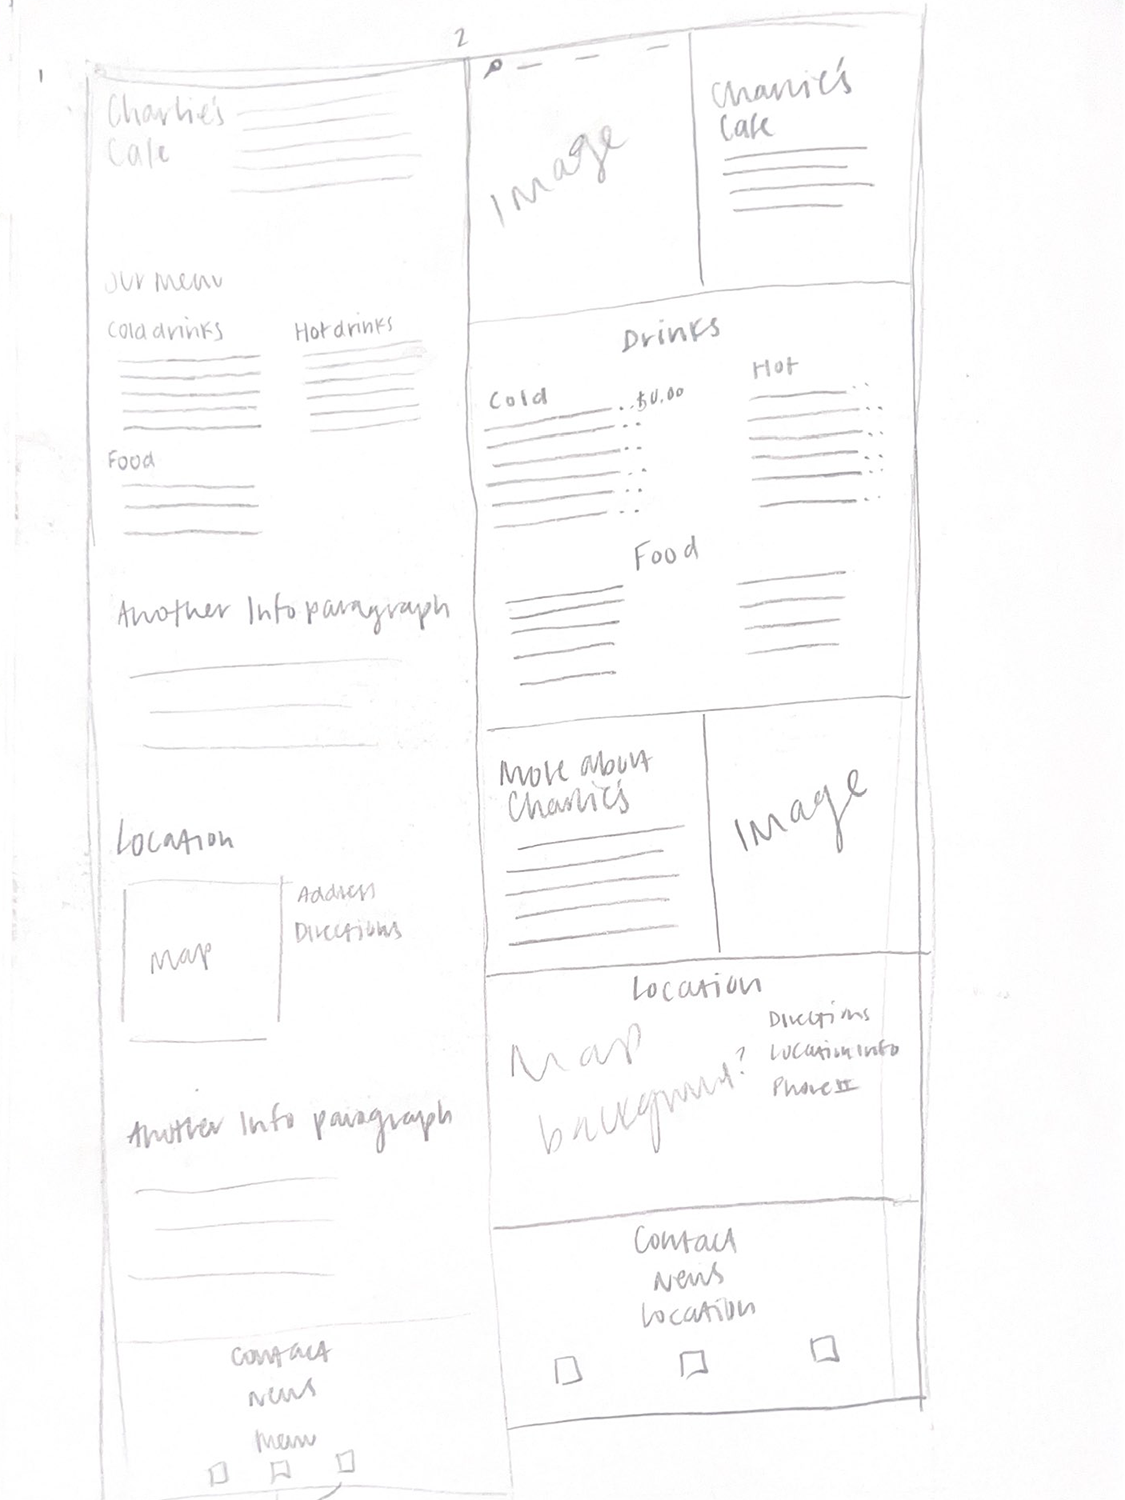 1
Charlie's
Cafe
Our Menu
Cold drinks
Hot drinks
Food
Another Info paragraph
Location
Map
Address
Directions
Another Info paragraph
Contact
News
Menu
2
Image
Charlie's
Cafe
Drinks
Cold
$0.00
Hot
Food
More about
Charlie's
Image
Location
Map
background?
Directions
Location Info
Phone #
Contact
News
Location